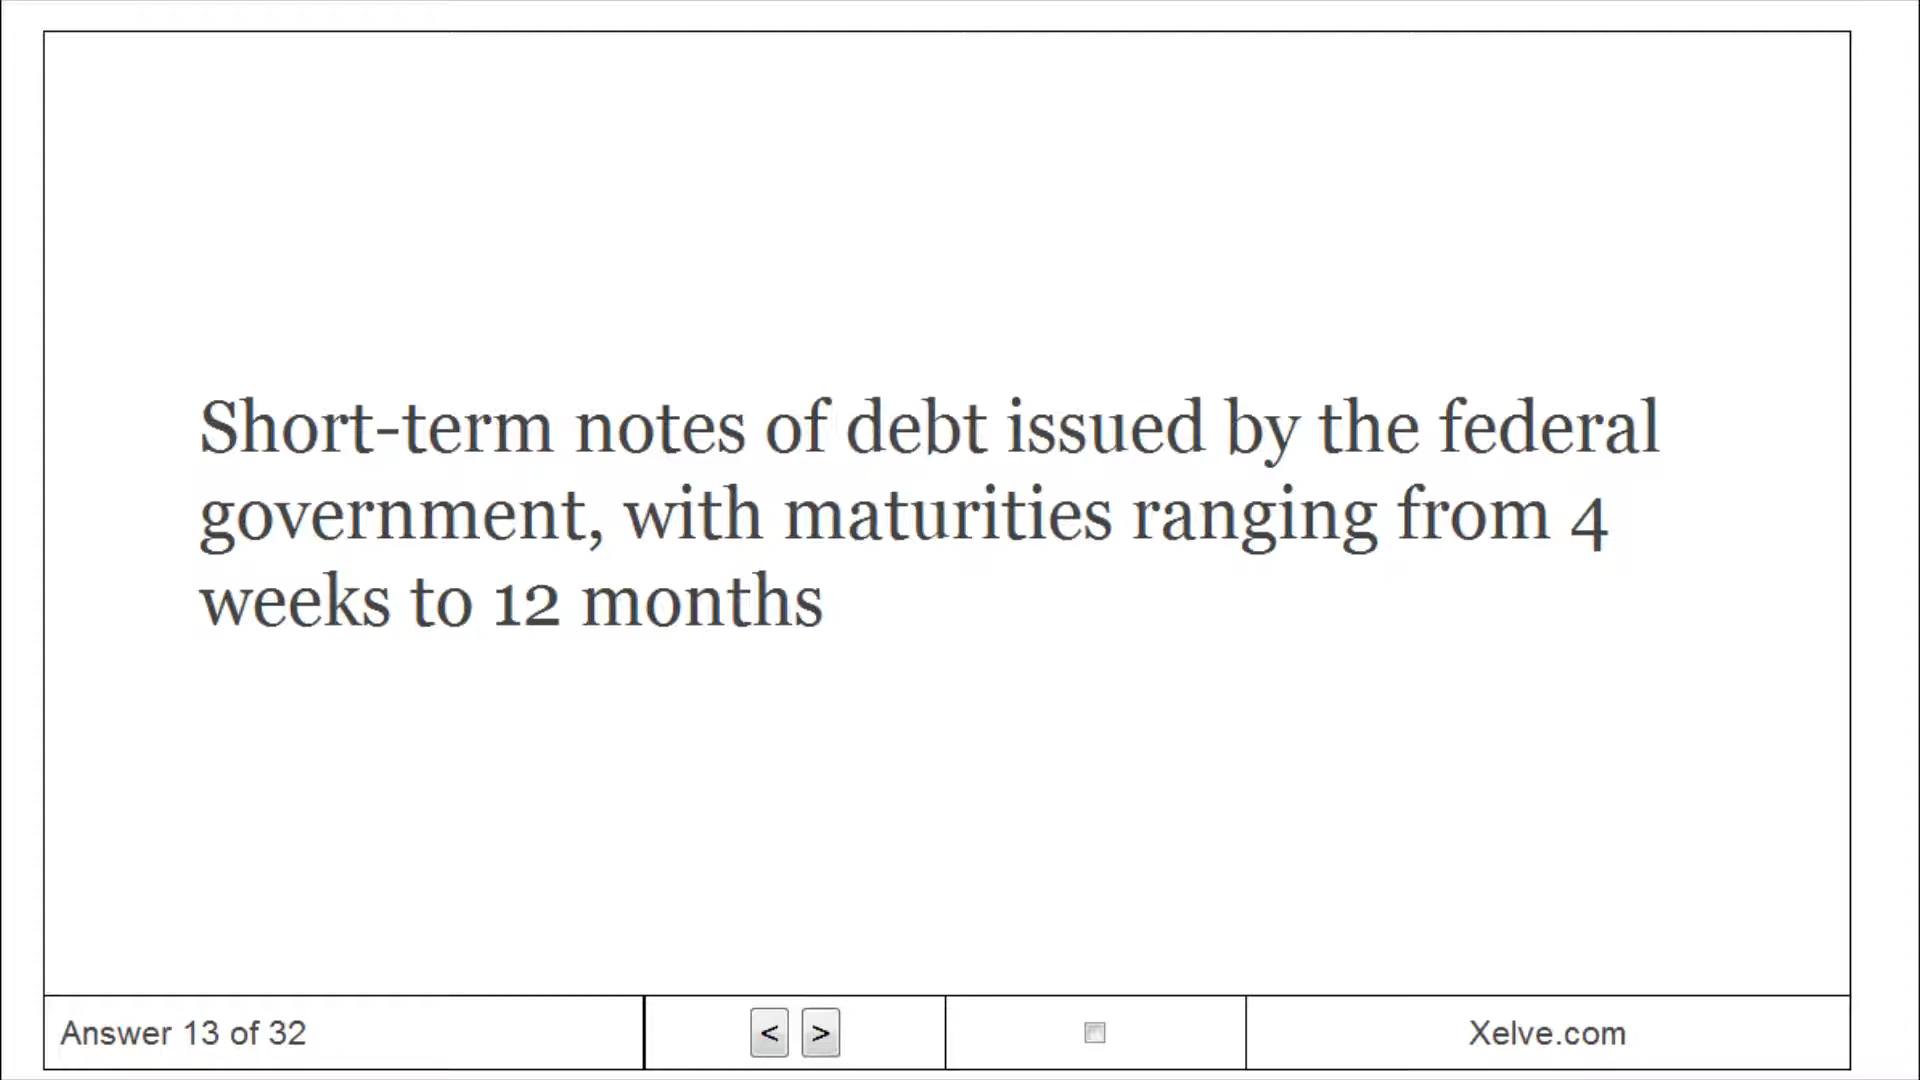 Short-term notes of debt issued by the federal
government, with maturities ranging from 4
weeks to 12 months
Answer 13 of 32
< >
Xelve.com